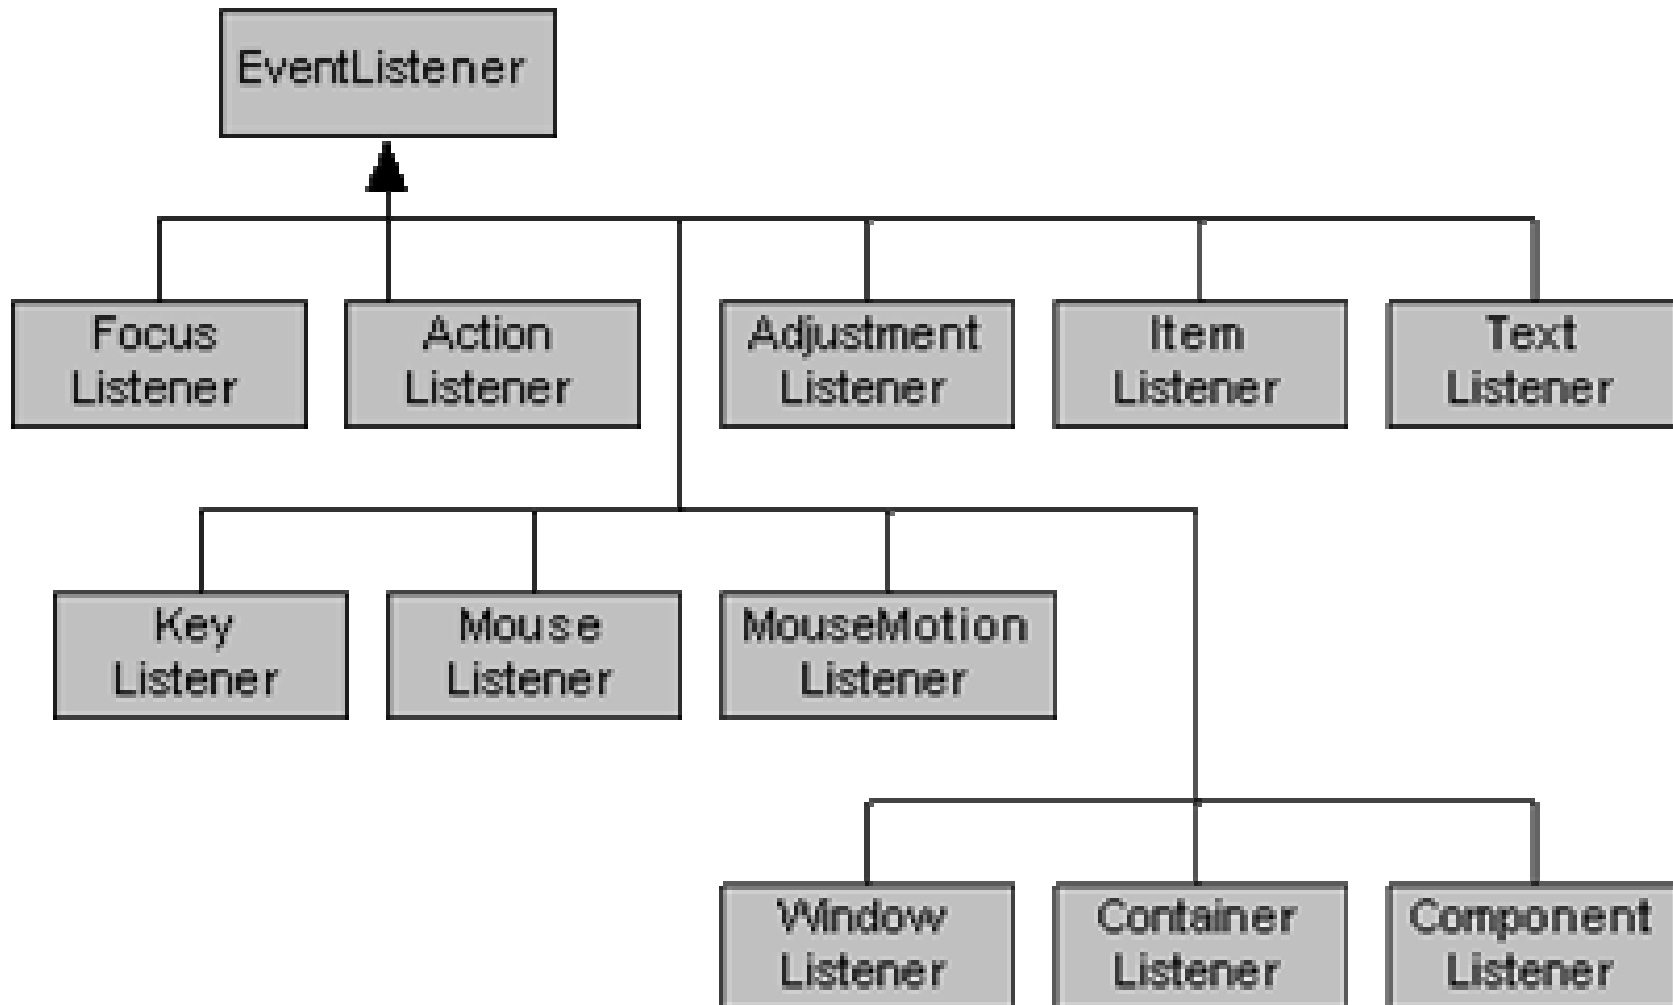 EventListener
Focus
Listener
Action
Listener
Adjustment
Listener
Item
Listener
Text
Listener
Key
Listener
Mouse
Listener
MouseMotion
Listener
Window
Listener
Container
Listener
Component
Listener